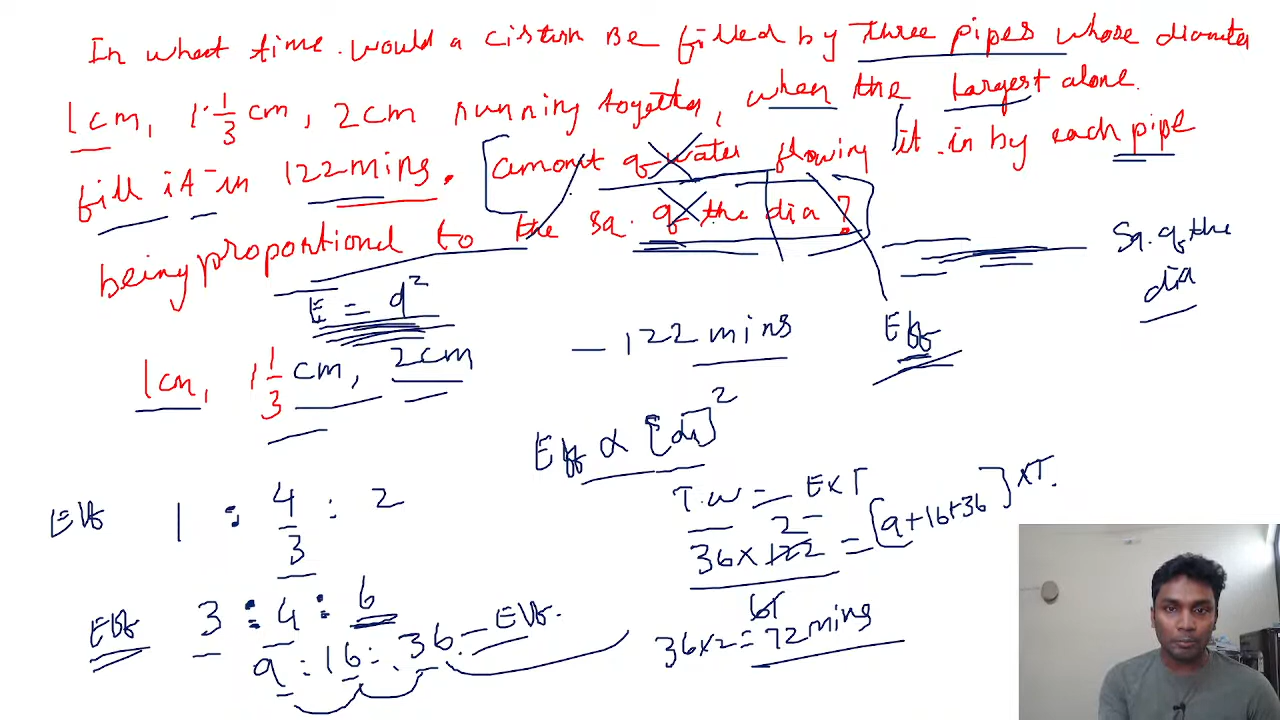 In what time would a cistern Be filled by three pipes whose diameter
1cm, 1 1/3 cm, 2cm running together, when the largest alone
fill it in 122 mins. [amount of water flowing it in by each pipe
being proportional to the sq. of the dia ?
Sq. of the
dia
E = d²
1cm, 1 1/3 cm, 2cm – 122 mins
Eff
Eff ∝ [di]²
Eff 1 : 4/3 : 2
T.W = E×T
36 × 122 = [9+16+36] × T.
2
61
Eff 3 : 4 : 6
9 : 16 : 36 – Eff.
36×2 = 72 mins